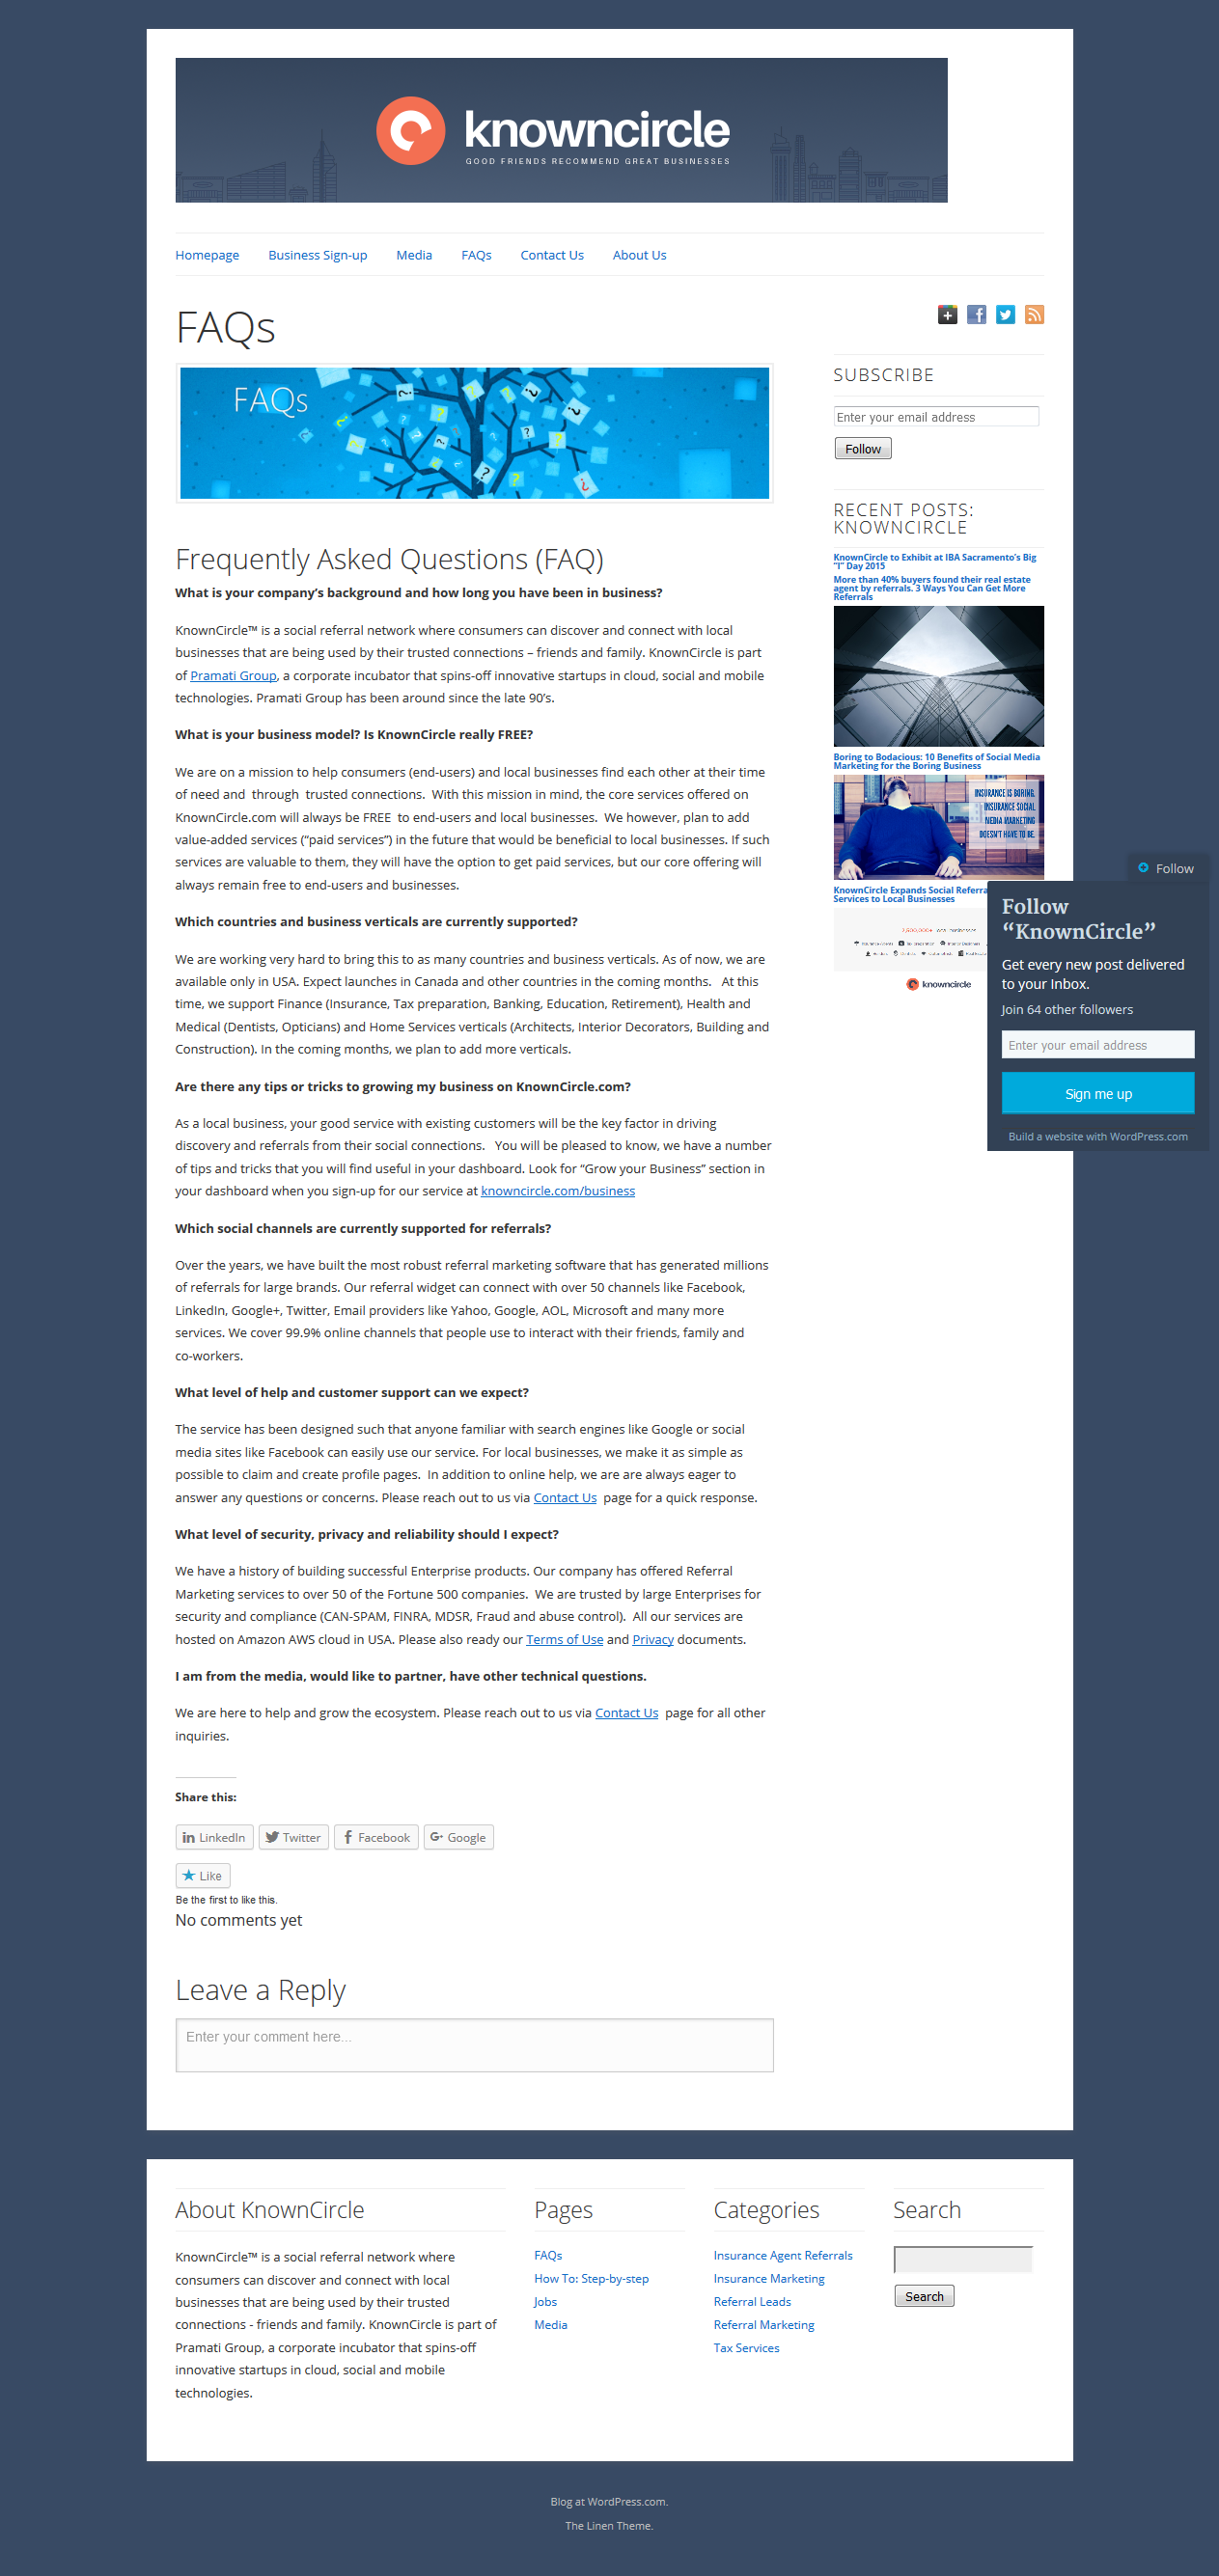 knowncircle
GOOD FRIENDS RECOMMEND GREAT BUSINESSES
Homepage Business Sign-up Media FAQs Contact Us About Us
FAQs
FAQs
Frequently Asked Questions (FAQ)
What is your company's background and how long you have been in business?
KnownCircle™ is a social referral network where consumers can discover and connect with local
businesses that are being used by their trusted connections – friends and family. KnownCircle is part
of Pramati Group, a corporate incubator that spins-off innovative startups in cloud, social and mobile
technologies. Pramati Group has been around since the late 90's.
What is your business model? Is KnownCircle really FREE?
We are on a mission to help consumers (end-users) and local businesses find each other at their time
of need and through trusted connections. With this mission in mind, the core services offered on
KnownCircle.com will always be FREE to end-users and local businesses. We however, plan to add
value-added services ("paid services") in the future that would be beneficial to local businesses. If such
services are valuable to them, they will have the option to get paid services, but our core offering will
always remain free to end-users and businesses.
Which countries and business verticals are currently supported?
We are working very hard to bring this to as many countries and business verticals. As of now, we are
available only in USA. Expect launches in Canada and other countries in the coming months. At this
time, we support Finance (Insurance, Tax preparation, Banking, Education, Retirement), Health and
Medical (Dentists, Opticians) and Home Services verticals (Architects, Interior Decorators, Building and
Construction). In the coming months, we plan to add more verticals.
Are there any tips or tricks to growing my business on KnownCircle.com?
As a local business, your good service with existing customers will be the key factor in driving
discovery and referrals from their social connections. You will be pleased to know, we have a number
of tips and tricks that you will find useful in your dashboard. Look for "Grow your Business" section in
your dashboard when you sign-up for our service at knowncircle.com/business
Which social channels are currently supported for referrals?
Over the years, we have built the most robust referral marketing software that has generated millions
of referrals for large brands. Our referral widget can connect with over 50 channels like Facebook,
LinkedIn, Google+, Twitter, Email providers like Yahoo, Google, AOL, Microsoft and many more
services. We cover 99.9% online channels that people use to interact with their friends, family and
co-workers.
What level of help and customer support can we expect?
The service has been designed such that anyone familiar with search engines like Google or social
media sites like Facebook can easily use our service. For local businesses, we make it as simple as
possible to claim and create profile pages. In addition to online help, we are are always eager to
answer any questions or concerns. Please reach out to us via Contact Us page for a quick response.
What level of security, privacy and reliability should I expect?
We have a history of building successful Enterprise products. Our company has offered Referral
Marketing services to over 50 of the Fortune 500 companies. We are trusted by large Enterprises for
security and compliance (CAN-SPAM, FINRA, MDSR, Fraud and abuse control). All our services are
hosted on Amazon AWS cloud in USA. Please also ready our Terms of Use and Privacy documents.
I am from the media, would like to partner, have other technical questions.
We are here to help and grow the ecosystem. Please reach out to us via Contact Us page for all other
inquiries.
Share this:
LinkedIn Twitter Facebook Google
Like
Be the first to like this.
No comments yet
Leave a Reply
Enter your comment here...
SUBSCRIBE
Enter your email address
Follow
RECENT POSTS:
KNOWNCIRCLE
KnownCircle to Exhibit at IBA Sacramento's Big
"I" Day 2015
More than 40% buyers found their real estate
agent by referrals. 3 Ways You Can Get More
Referrals
Boring to Bodacious: 10 Benefits of Social Media
Marketing for the Boring Business
INSURANCE IS BORING.
INSURANCE SOCIAL
MEDIA MARKETING
DOESN'T HAVE TO BE.
KnownCircle Expands Social Referra
Services to Local Businesses
knowncircle
Follow
Follow
"KnownCircle"
Get every new post delivered
to your Inbox.
Join 64 other followers
Enter your email address
Sign me up
Build a website with WordPress.com
About KnownCircle
KnownCircle™ is a social referral network where
consumers can discover and connect with local
businesses that are being used by their trusted
connections - friends and family. KnownCircle is part of
Pramati Group, a corporate incubator that spins-off
innovative startups in cloud, social and mobile
technologies.
Pages
FAQs
How To: Step-by-step
Jobs
Media
Categories
Insurance Agent Referrals
Insurance Marketing
Referral Leads
Referral Marketing
Tax Services
Search
Search
Blog at WordPress.com.
The Linen Theme.